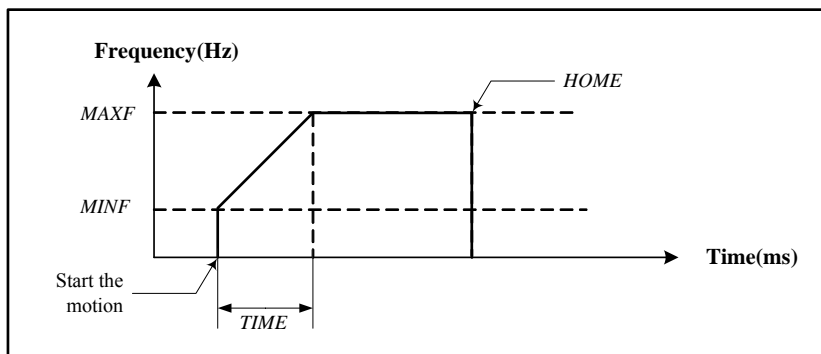 Frequency(Hz)
HOME
MAXF
MINF
Time(ms)
Start the
motion
TIME